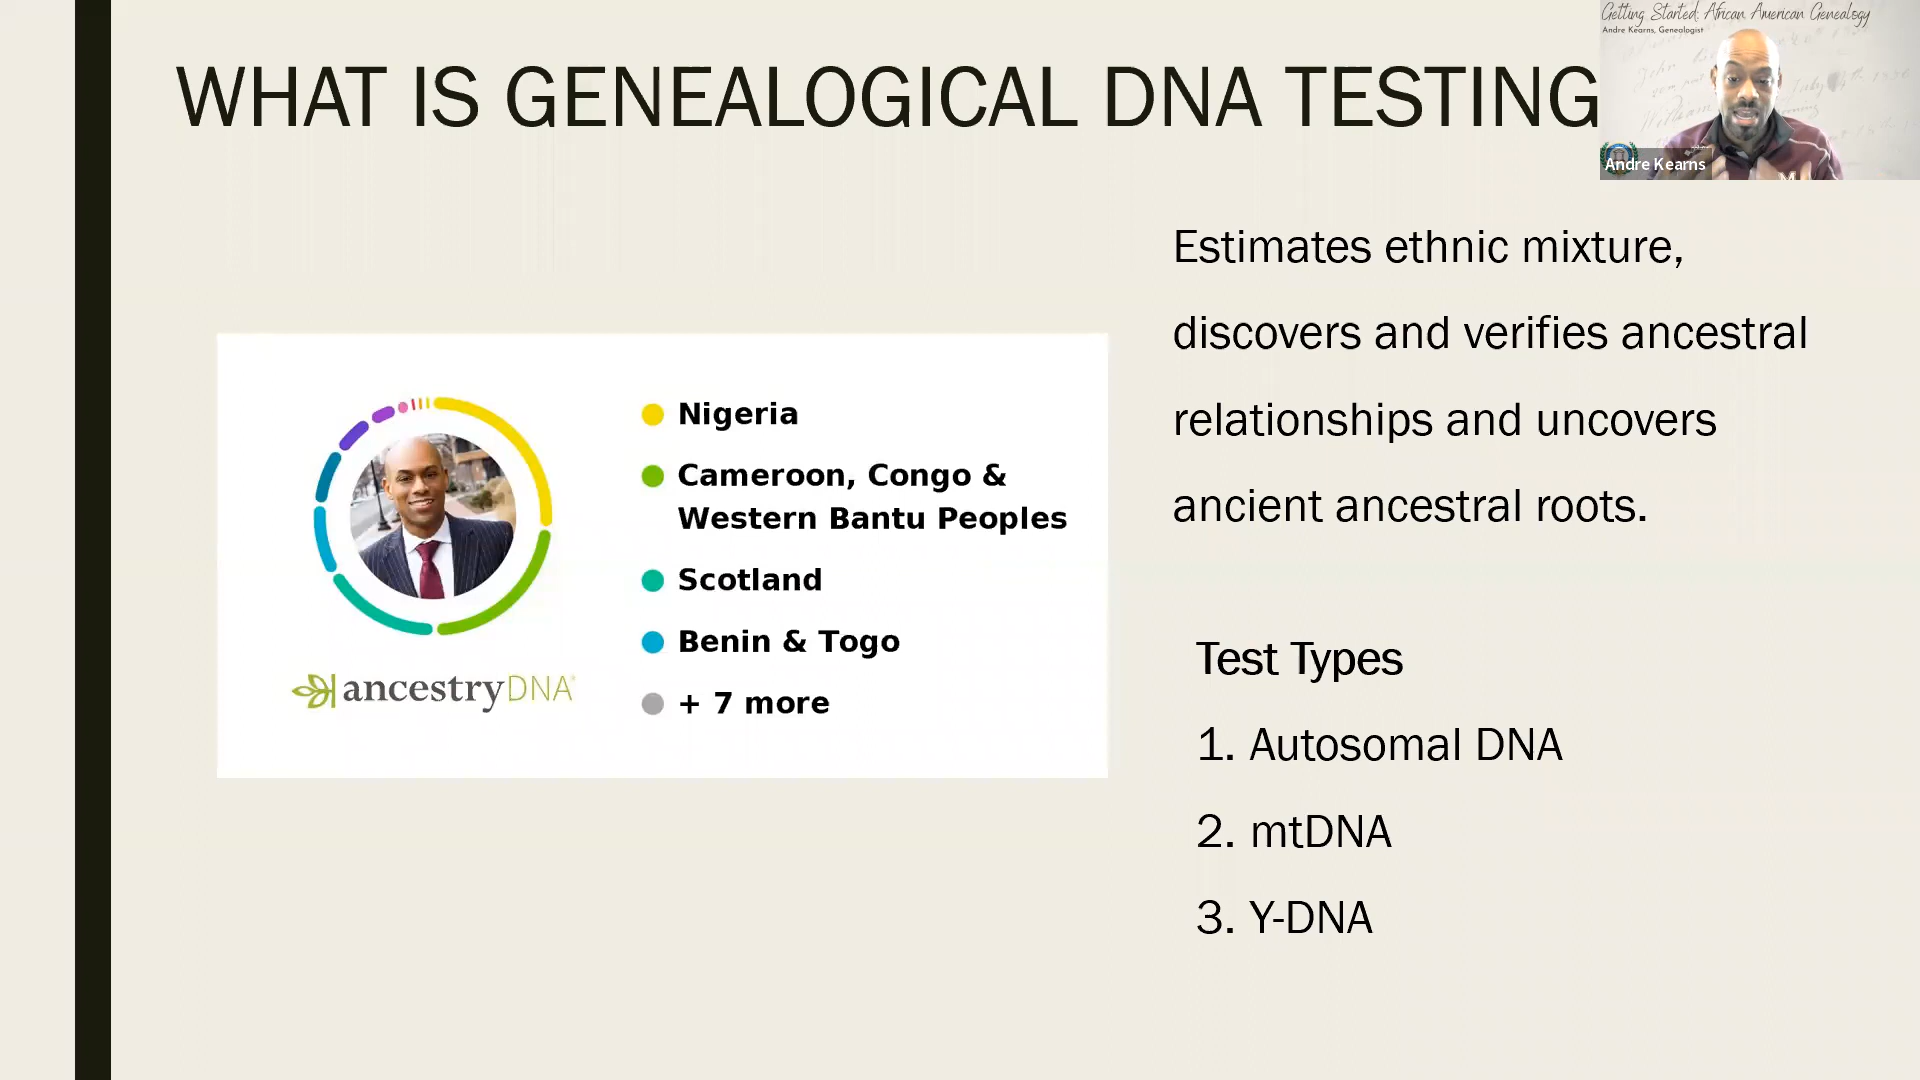 Getting Started: African American Genealogy
Andre Kearns, Genealogist
Andre Kearns
WHAT IS GENEALOGICAL DNA TESTING
Estimates ethnic mixture,
discovers and verifies ancestral
relationships and uncovers
ancient ancestral roots.
Nigeria
Cameroon, Congo &
Western Bantu Peoples
Scotland
Benin & Togo
+ 7 more
ancestryDNA
Test Types
1. Autosomal DNA
2. mtDNA
3. Y-DNA